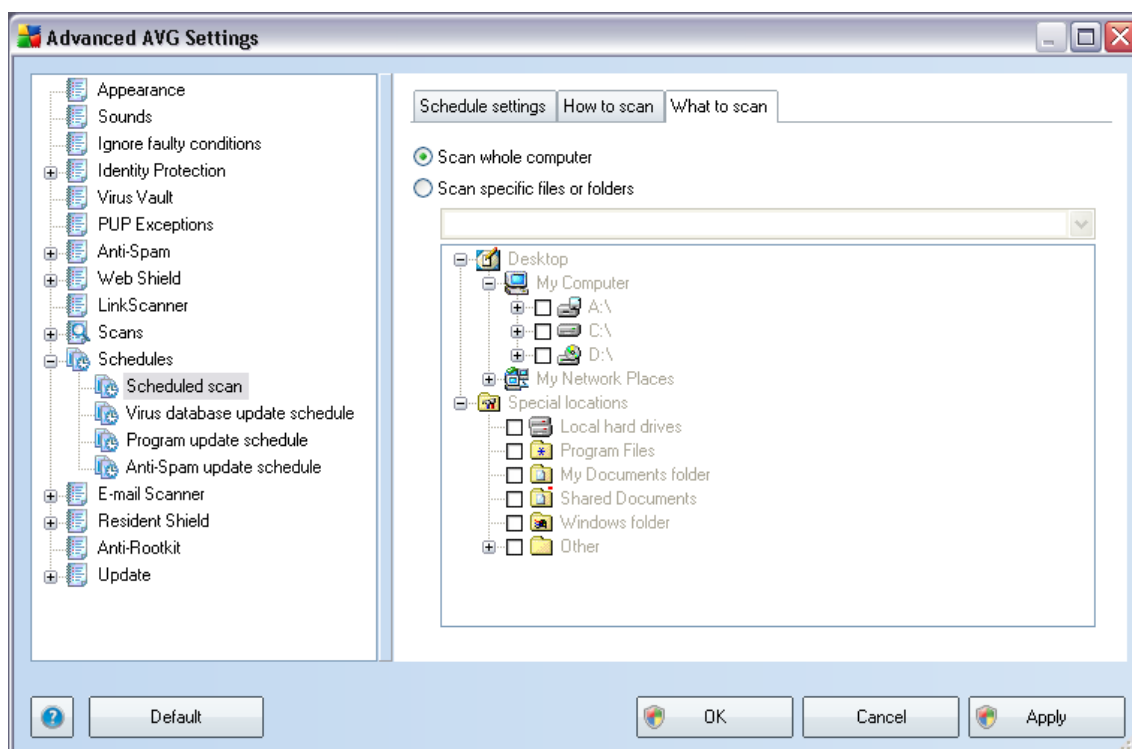 Advanced AVG Settings
Appearance
Sounds
Ignore faulty conditions
Identity Protection
Virus Vault
PUP Exceptions
Anti-Spam
Web Shield
LinkScanner
Scans
Schedules
Scheduled scan
Virus database update schedule
Program update schedule
Anti-Spam update schedule
E-mail Scanner
Resident Shield
Anti-Rootkit
Update
Schedule settings How to scan What to scan
Scan whole computer
Scan specific files or folders
Desktop
My Computer
A:\
C:\
D:\
My Network Places
Special locations
Local hard drives
Program Files
My Documents folder
Shared Documents
Windows folder
Other
? Default OK Cancel Apply